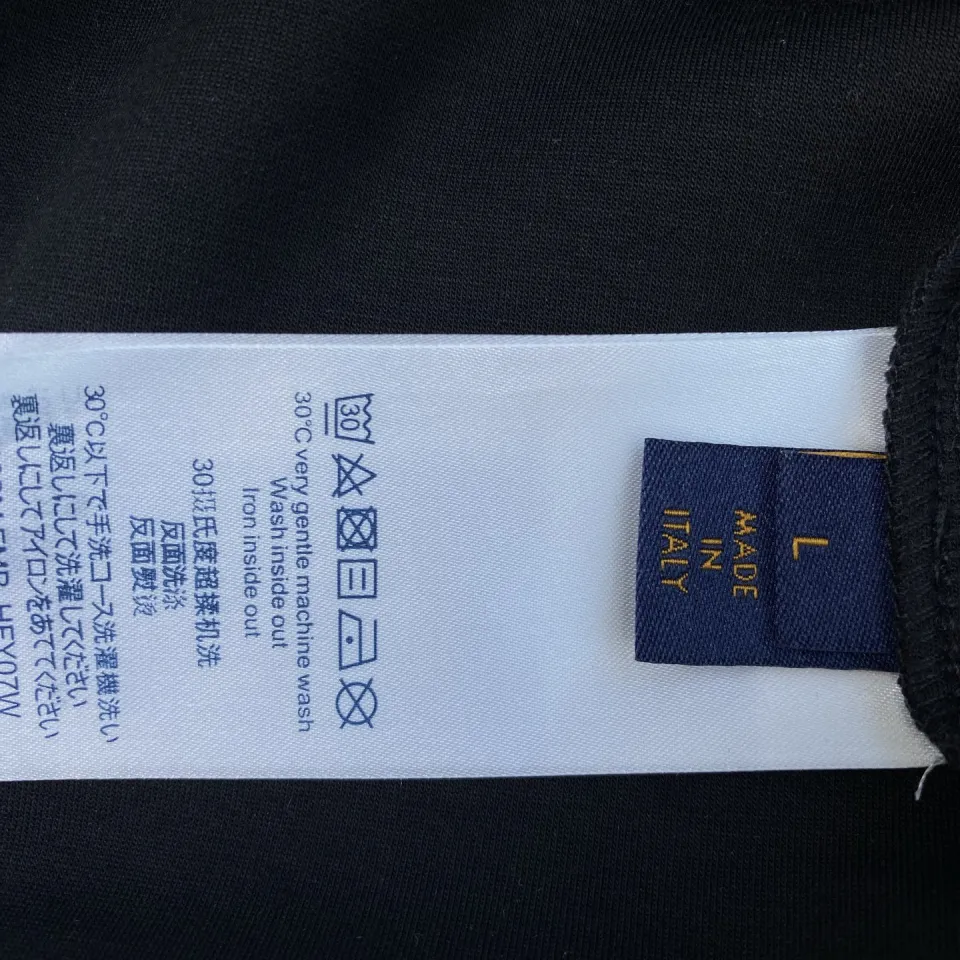 L
MADE
IN
ITALY
30
30°C very gentle machine wash
Wash inside out
Iron inside out
30摄氏度超揉机洗
反面洗涤
反面熨烫
30°C以下で手洗コース洗濯機洗い
裏返しにして洗濯してください
裏返しにしてアイロンをあててください
HEY07W